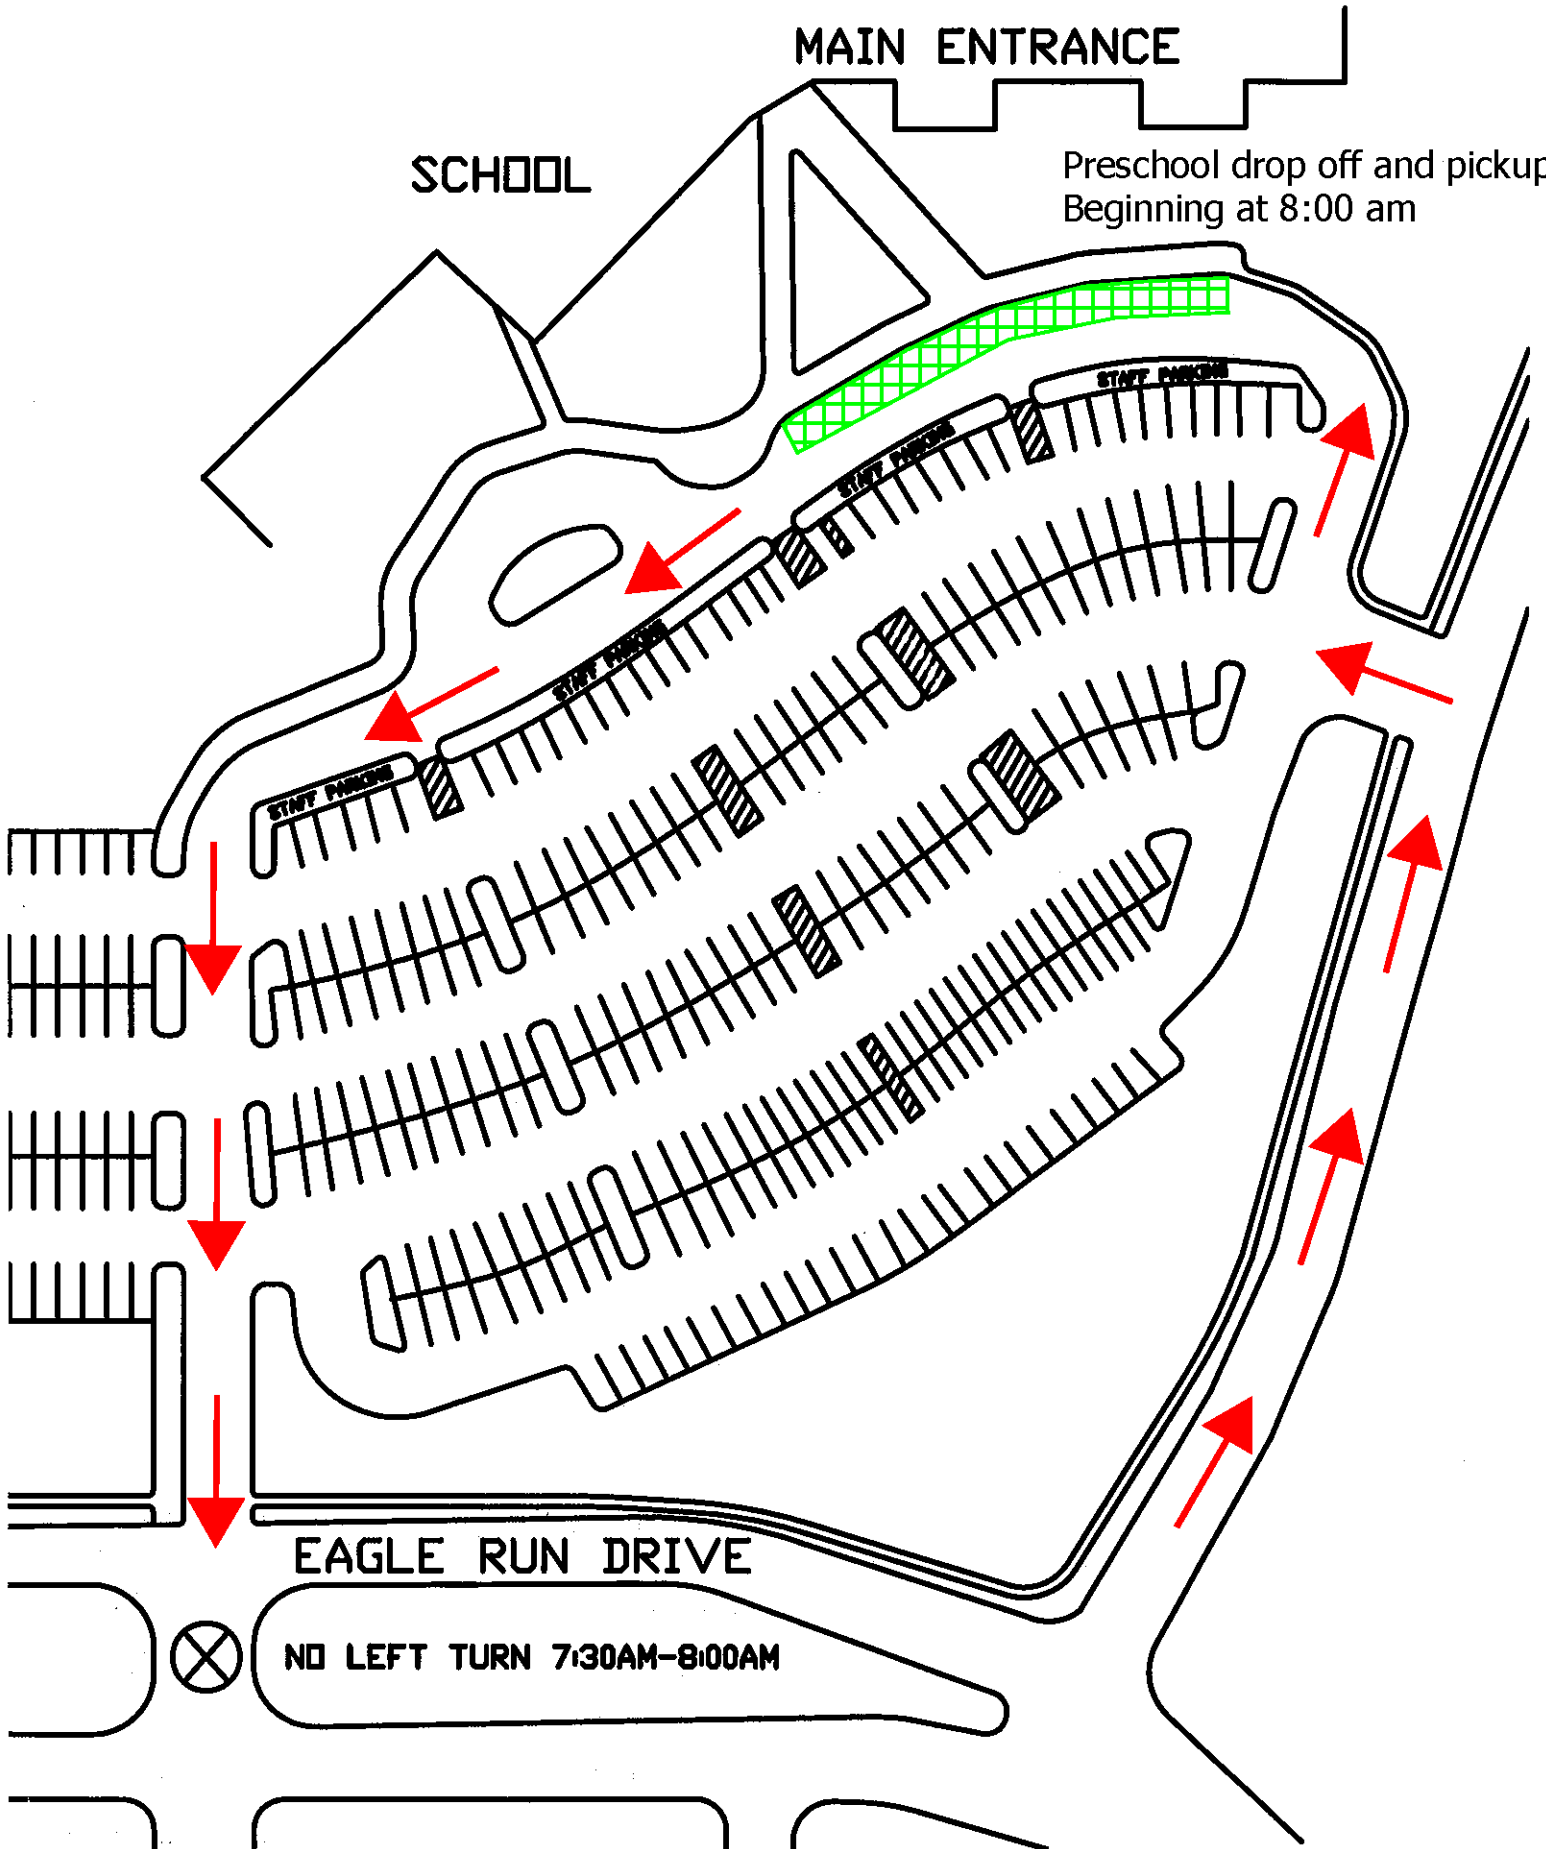 MAIN ENTRANCE
SCHOOL
Preschool drop off and pickup
Beginning at 8:00 am
STAFF PARKING
STAFF PARKING
STAFF PARKING
STAFF PARKING
EAGLE RUN DRIVE
NO LEFT TURN 7:30AM-8:00AM